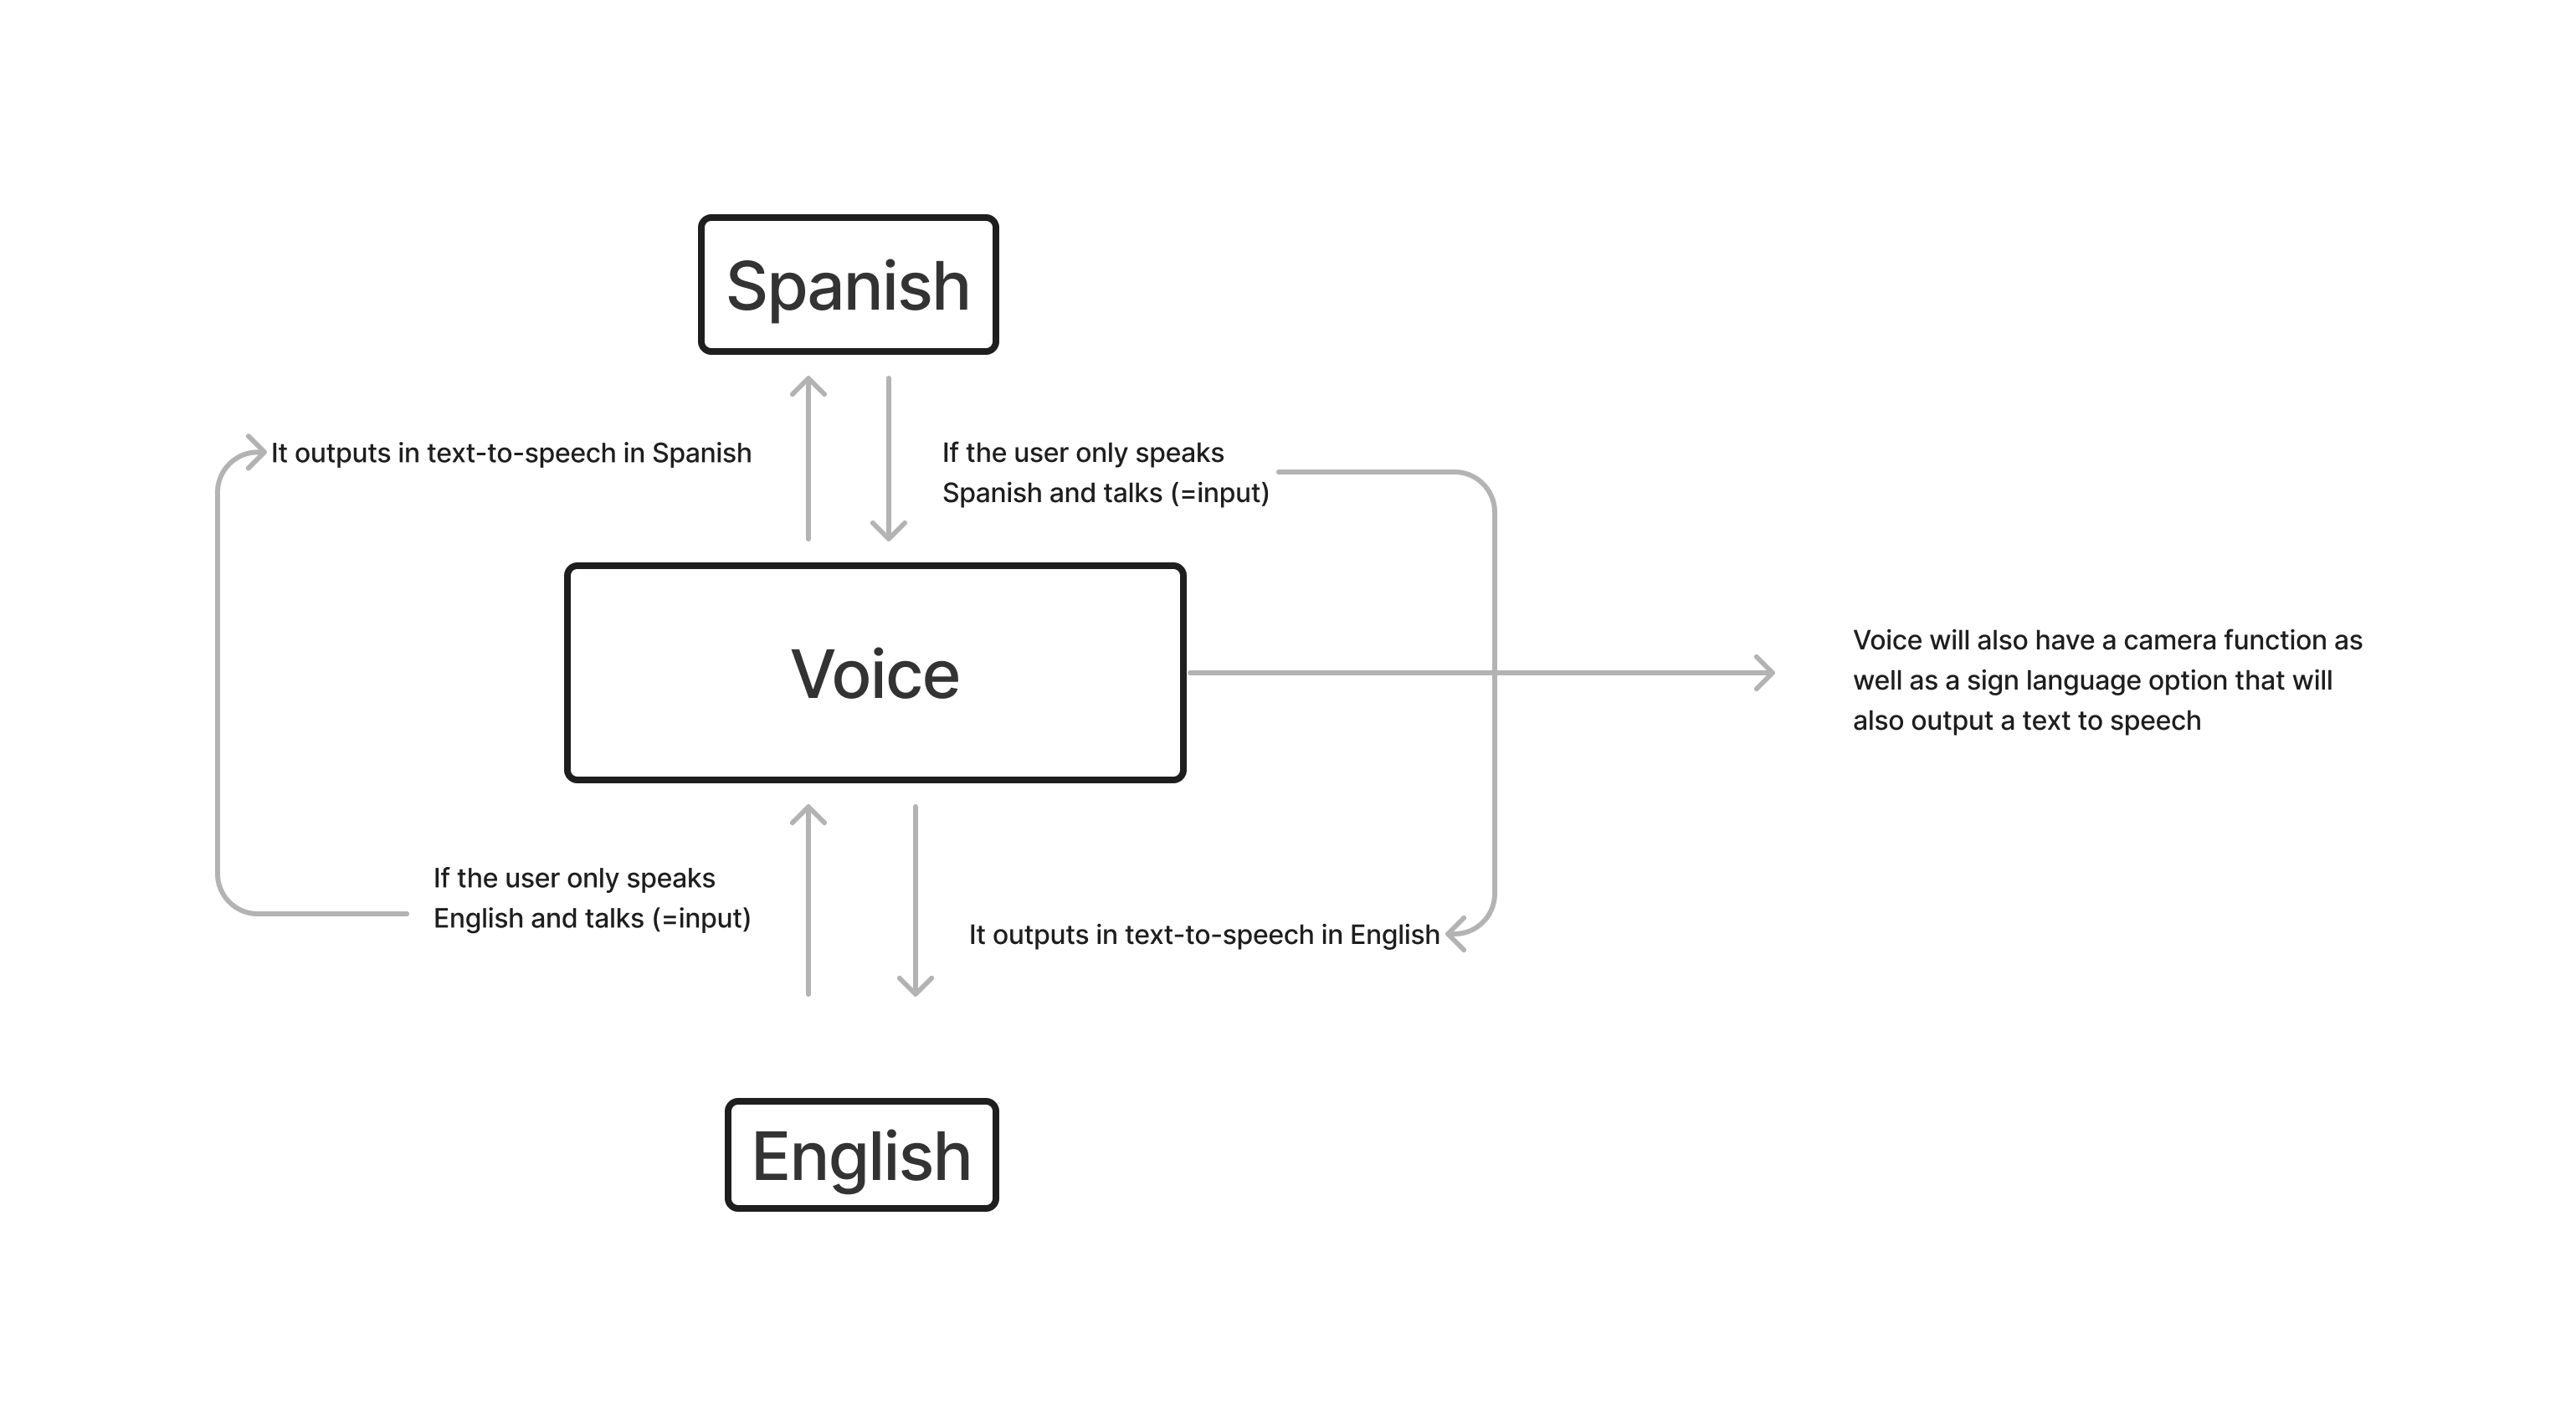 Spanish
It outputs in text-to-speech in Spanish
If the user only speaks
Spanish and talks (=input)
Voice
Voice will also have a camera function as
well as a sign language option that will
also output a text to speech
If the user only speaks
English and talks (=input)
It outputs in text-to-speech in English
English